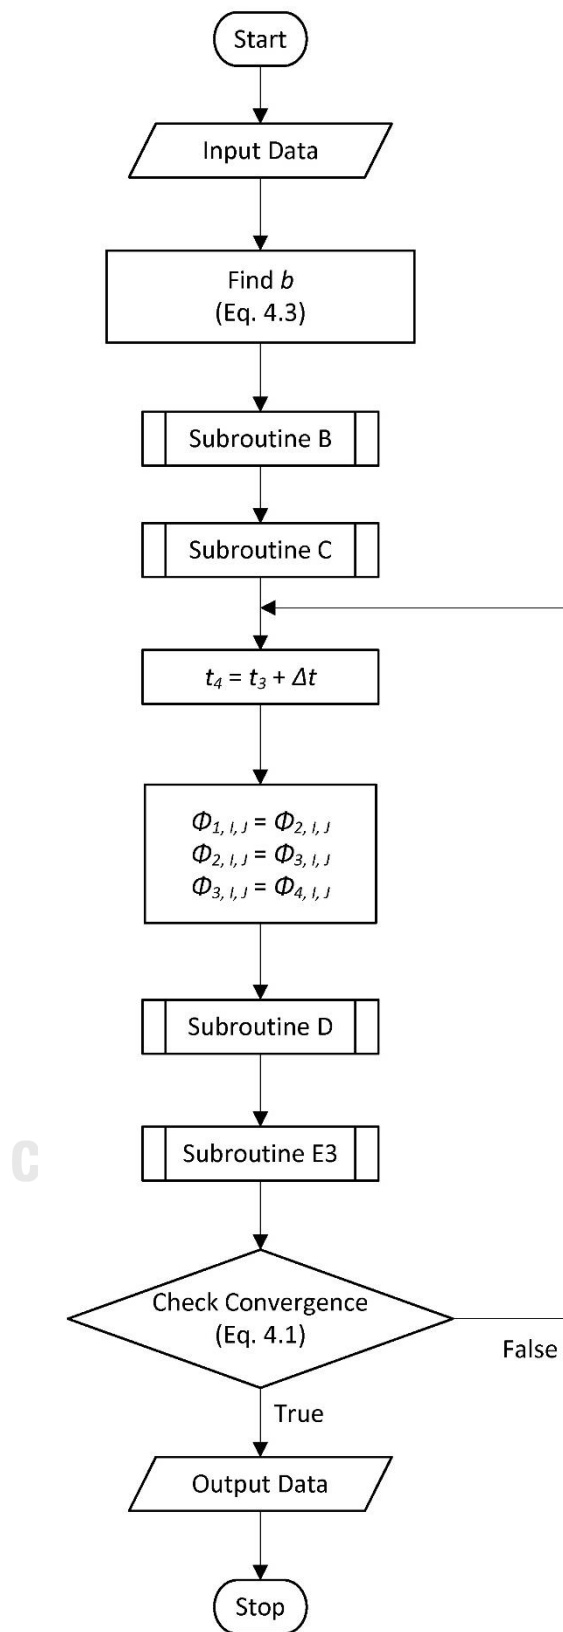 Start
Input Data
Find b
(Eq. 4.3)
Subroutine B
Subroutine C
t₄ = t₃ + Δt
Φ₁, I, J = Φ₂, I, J
Φ₂, I, J = Φ₃, I, J
Φ₃, I, J = Φ₄, I, J
Subroutine D
Subroutine E3
C
Check Convergence
(Eq. 4.1)
False
True
Output Data
Stop